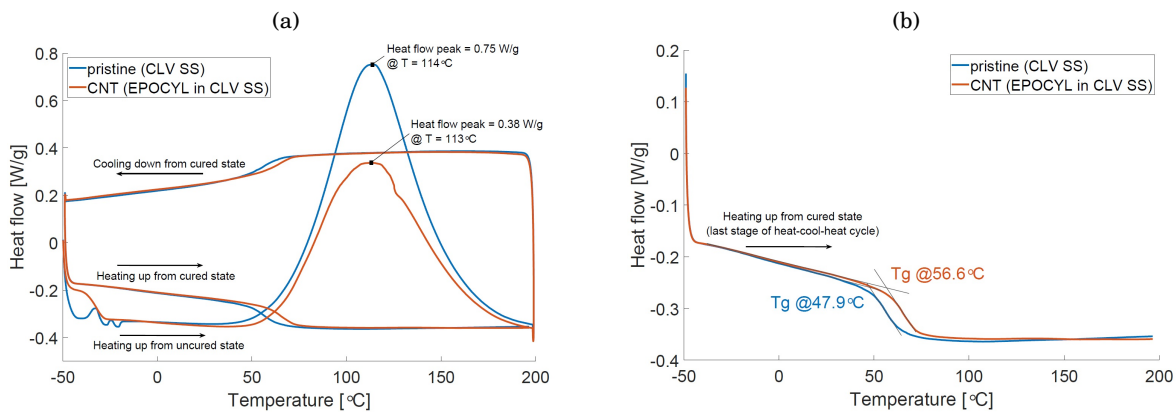 (a)
Heat flow [W/g]
0.8
0.6
0.4
0.2
0
-0.2
-0.4
-50
0
50
100
150
200
Temperature [°C]
pristine (CLV SS)
CNT (EPOCYL in CLV SS)
Heat flow peak = 0.75 W/g
@ T = 114°C
Heat flow peak = 0.38 W/g
@ T = 113°C
Cooling down from cured state
Heating up from cured state
Heating up from uncured state
(b)
Heat flow [W/g]
0.2
0.1
0
-0.1
-0.2
-0.3
-0.4
-50
0
50
100
150
200
Temperature [°C]
pristine (CLV SS)
CNT (EPOCYL in CLV SS)
Heating up from cured state
(last stage of heat-cool-heat cycle)
Tg @56.6°C
Tg @47.9°C